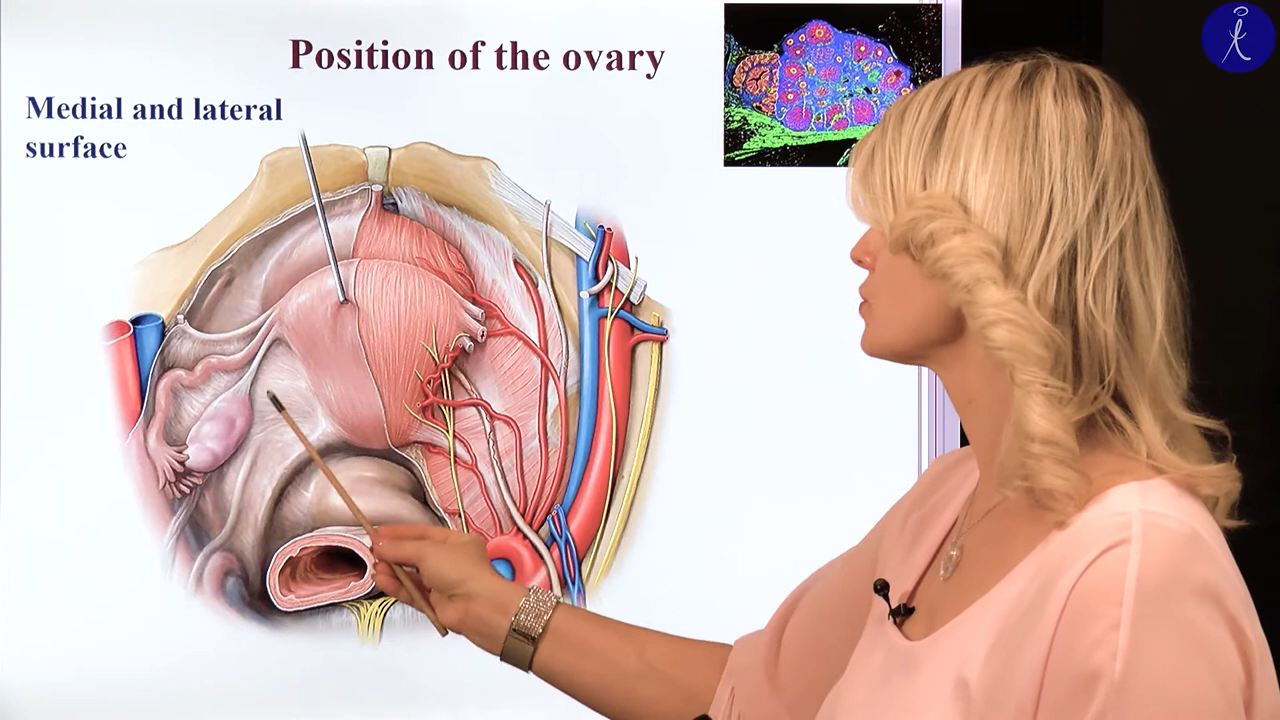 Position of the ovary
Medial and lateral
surface